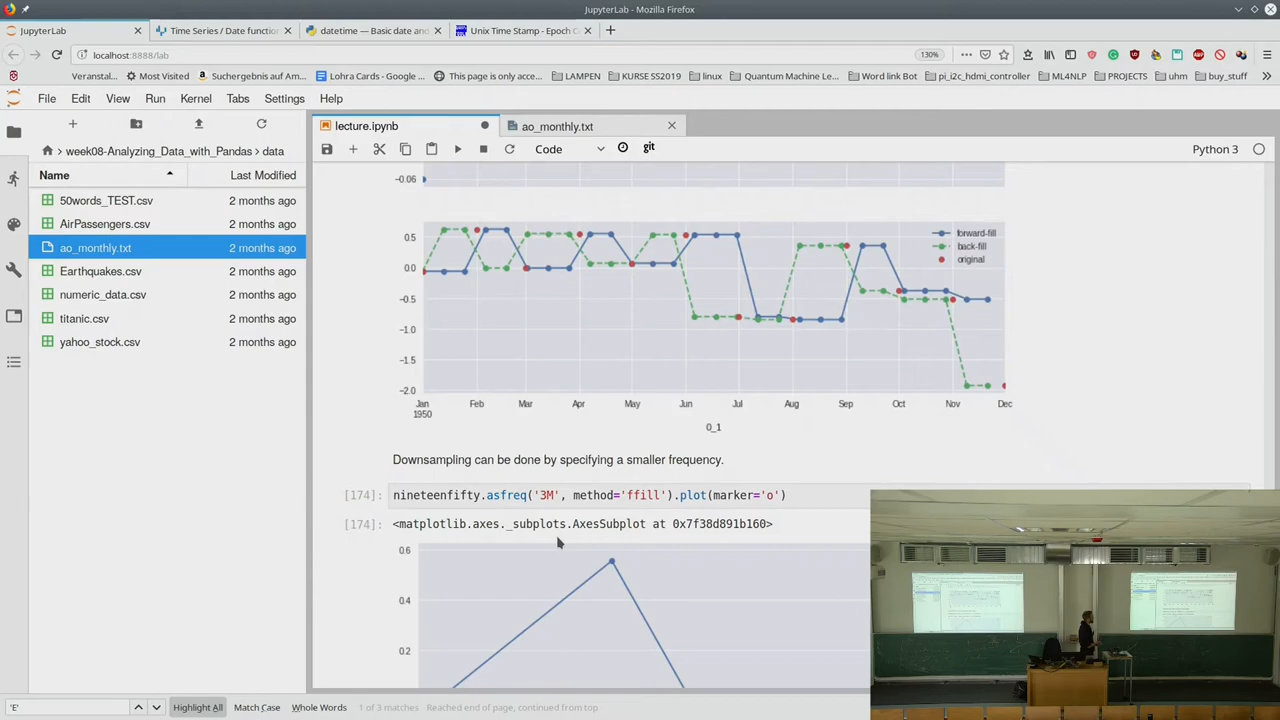 JupyterLab - Mozilla Firefox
JupyterLab
Time Series / Date functio
datetime — Basic date an
Unix Time Stamp - Epoch C
localhost:8888/lab
130%
Veranstal...
Most Visited
Suchergebnis auf Am...
Lohra Cards - Google ...
This page is only acce...
LAMPEN
KURSE SS2019
linux
Quantum Machine Le...
Word link Bot
pi_i2c_hdmi_controller
ML4NLP
PROJECTS
uhm
buy_stuff
File
Edit
View
Run
Kernel
Tabs
Settings
Help
lecture.ipynb
ao_monthly.txt
Code
git
Python 3
week08-Analyzing_Data_with_Pandas / data
Name
Last Modified
50words_TEST.csv
2 months ago
AirPassengers.csv
2 months ago
ao_monthly.txt
2 months ago
Earthquakes.csv
2 months ago
numeric_data.csv
2 months ago
titanic.csv
2 months ago
yahoo_stock.csv
2 months ago
−0.06
0.5
0.0
−0.5
−1.0
−1.5
−2.0
forward-fill
back-fill
original
Jan
1950
Feb
Mar
Apr
May
Jun
Jul
Aug
Sep
Oct
Nov
Dec
0_1
Downsampling can be done by specifying a smaller frequency.
[174]:
nineteenfifty.asfreq('3M', method='ffill').plot(marker='o')
[174]:
<matplotlib.axes._subplots.AxesSubplot at 0x7f38d891b160>
0.6
0.4
0.2
'E'
Highlight All
Match Case
Whole Words
1 of 3 matches
Reached end of page, continued from top